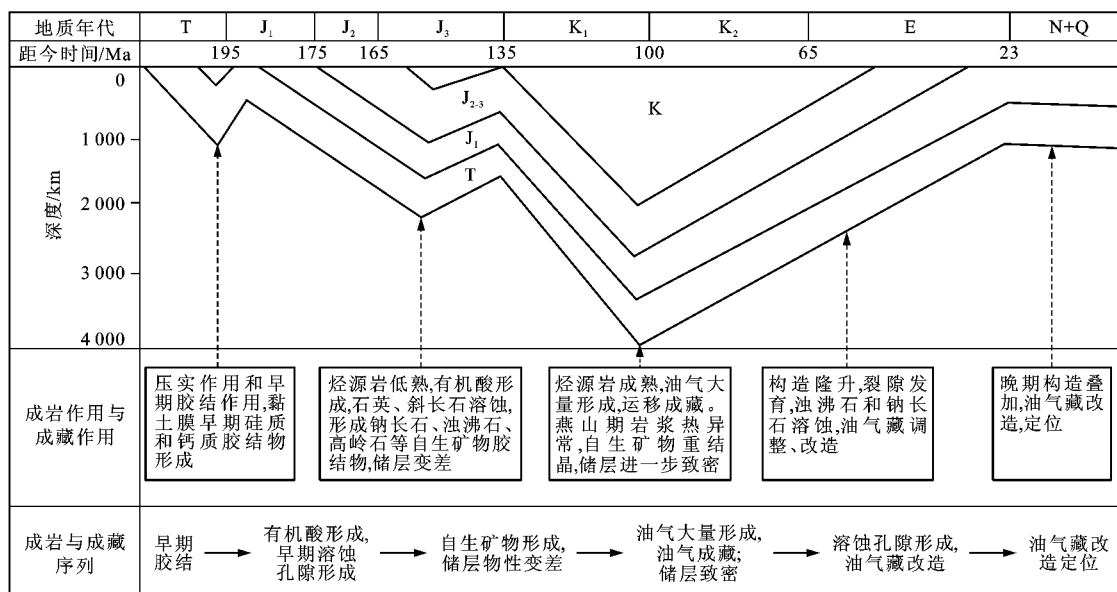 地质年代 T J₁ J₂ J₃ K₁ K₂ E N+Q
距今时间/Ma 195 175 165 135 100 65 23
深度/km
0
1 000
2 000
3 000
4 000
J₂₋₃
J₁
T
K
成岩作用与
成藏作用
压实作用和早
期胶结作用,黏
土膜早期硅质
和钙质胶结物
形成
烃源岩低熟,有机酸形
成,石英、斜长石溶蚀,
形成钠长石、浊沸石、
高岭石等自生矿物胶
结物,储层变差
烃源岩成熟,油气大
量形成,运移成藏。
燕山期岩浆热异
常,自生矿物重结
晶,储层进一步致密
构造隆升,裂隙发
育,浊沸石和钠长
石溶蚀,油气藏调
整、改造
晚期构造叠
加,油气藏改
造,定位
成岩与成藏
序列
早期
胶结
有机酸形成,
早期溶蚀
孔隙形成
自生矿物形成,
储层物性变差
油气大量形成,
油气成藏;
储层致密
溶蚀孔隙形成,
油气藏改造
油气藏改
造定位